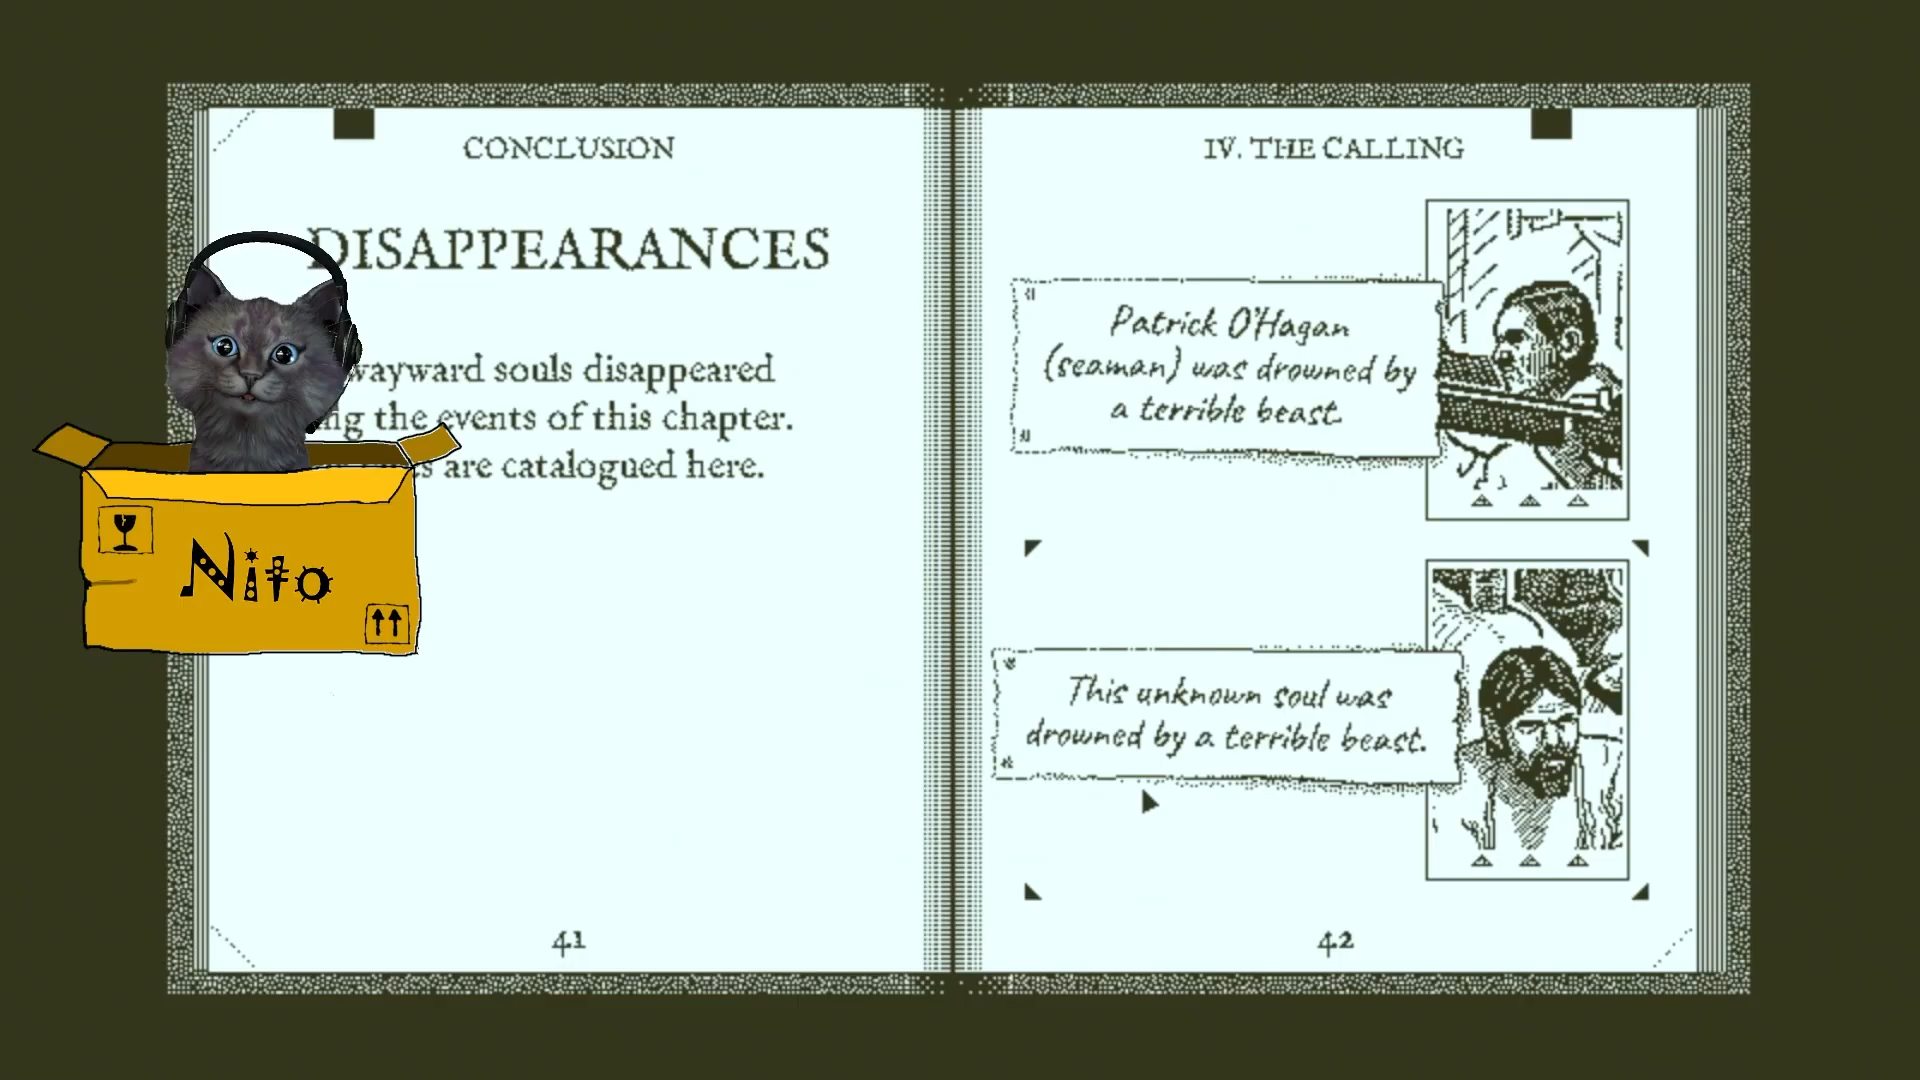 CONCLUSION
DISAPPEARANCES
wayward souls disappeared
the events of this chapter.
are catalogued here.
41
Nito
IV. THE CALLING
Patrick O'Hagan
(seaman) was drowned by
a terrible beast.
This unknown soul was
drowned by a terrible beast.
42